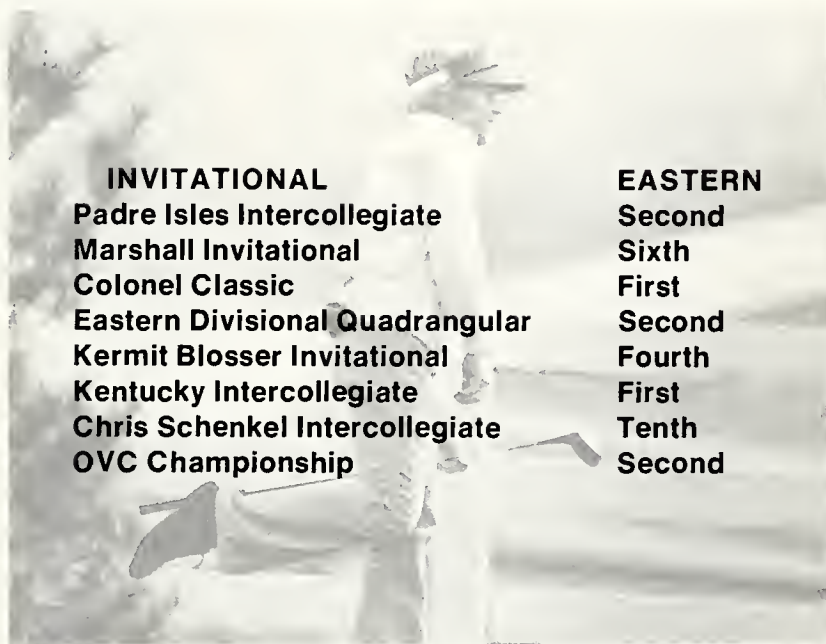 INVITATIONAL EASTERN
Padre Isles Intercollegiate Second
Marshall Invitational Sixth
Colonel Classic First
Eastern Divisional Quadrangular Second
Kermit Blosser Invitational Fourth
Kentucky Intercollegiate First
Chris Schenkel Intercollegiate Tenth
OVC Championship Second